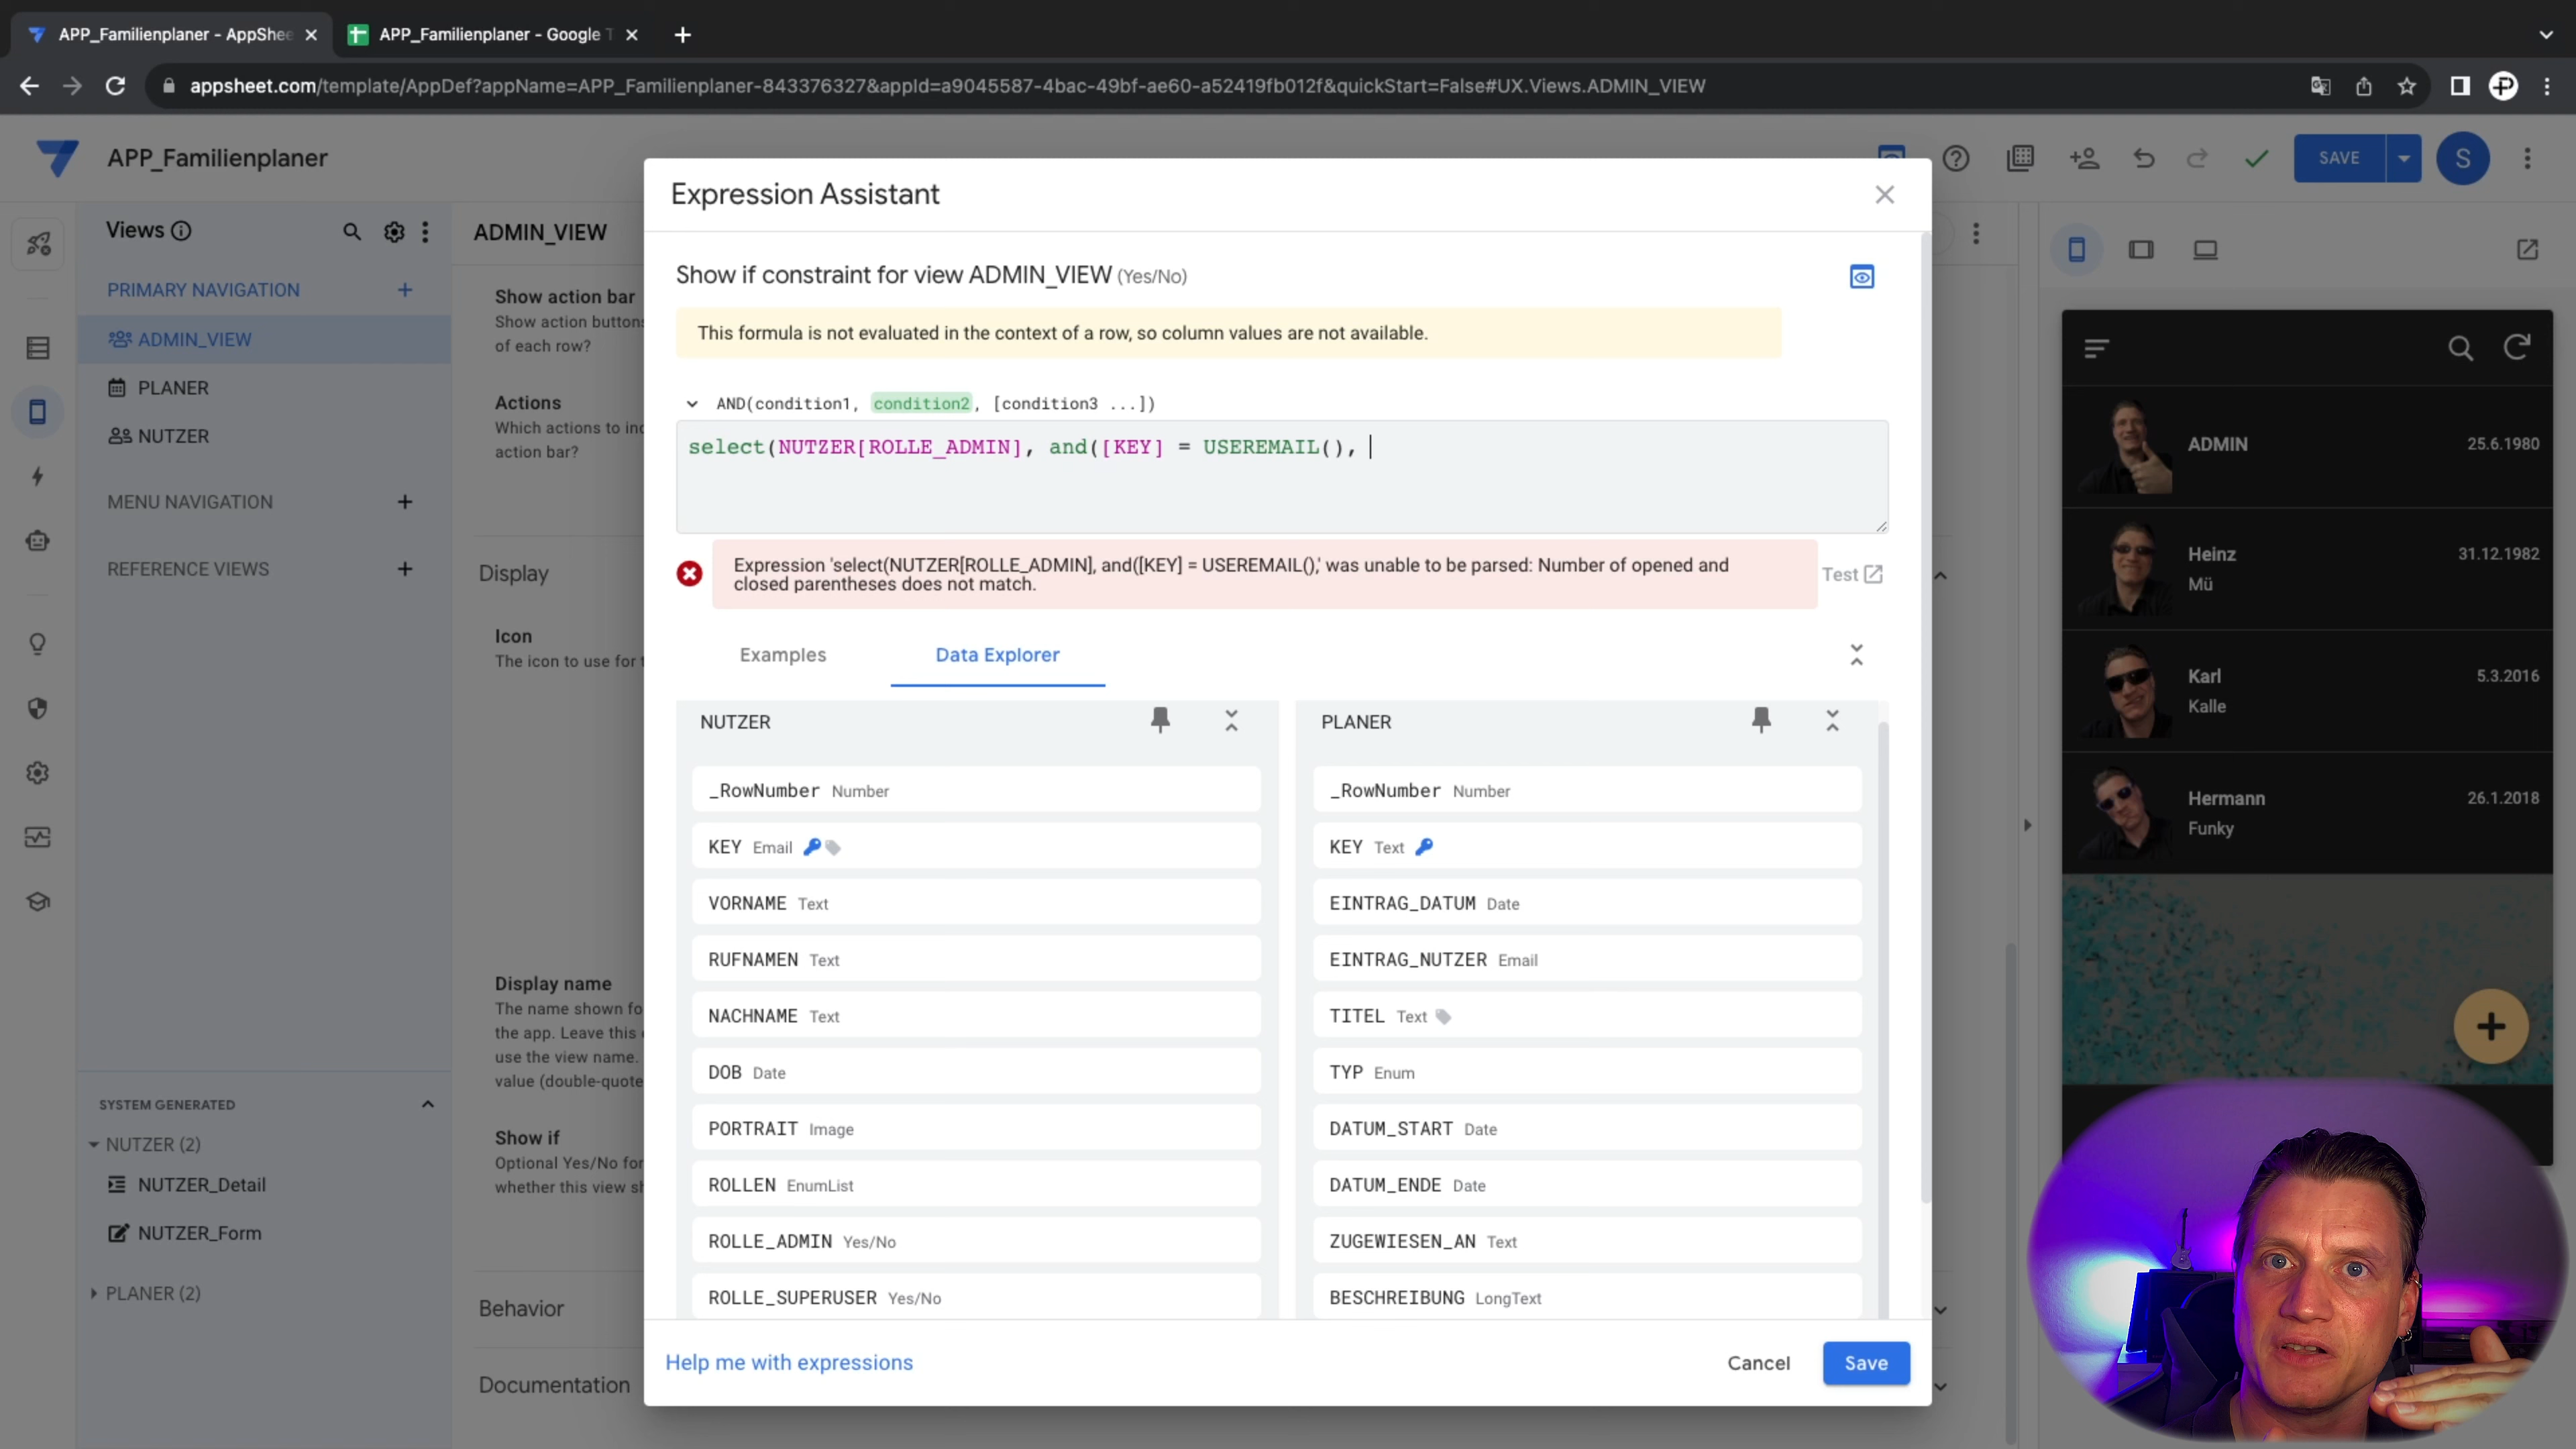 APP_Familienplaner - AppShee
APP_Familienplaner - Google T
appsheet.com/template/AppDef?appName=APP_Familienplaner-843376327&appId=a9045587-4bac-49bf-ae60-a52419fb012f&quickStart=False#UX.Views.ADMIN_VIEW
APP_Familienplaner
SAVE
S
Views
PRIMARY NAVIGATION
ADMIN_VIEW
PLANER
NUTZER
MENU NAVIGATION
REFERENCE VIEWS
SYSTEM GENERATED
NUTZER (2)
NUTZER_Detail
NUTZER_Form
PLANER (2)
ADMIN_VIEW
Show action bar
Show action buttons
of each row?
Actions
Which actions to inc
action bar?
Display
Icon
The icon to use for t
Display name
The name shown fo
the app. Leave this
use the view name.
value (double-quote
Show if
Optional Yes/No for
whether this view sh
Behavior
Documentation
Expression Assistant
Show if constraint for view ADMIN_VIEW (Yes/No)
This formula is not evaluated in the context of a row, so column values are not available.
AND(condition1, condition2, [condition3 ...])
select(NUTZER[ROLLE_ADMIN], and([KEY] = USEREMAIL(),
Expression 'select(NUTZER[ROLLE_ADMIN], and([KEY] = USEREMAIL(),' was unable to be parsed: Number of opened and
closed parentheses does not match.
Test
Examples
Data Explorer
NUTZER
_RowNumber Number
KEY Email
VORNAME Text
RUFNAMEN Text
NACHNAME Text
DOB Date
PORTRAIT Image
ROLLEN EnumList
ROLLE_ADMIN Yes/No
ROLLE_SUPERUSER Yes/No
PLANER
_RowNumber Number
KEY Text
EINTRAG_DATUM Date
EINTRAG_NUTZER Email
TITEL Text
TYP Enum
DATUM_START Date
DATUM_ENDE Date
ZUGEWIESEN_AN Text
BESCHREIBUNG LongText
Help me with expressions
Cancel
Save
ADMIN
25.6.1980
Heinz
31.12.1982
Mü
Karl
5.3.2016
Kalle
Hermann
26.1.2018
Funky